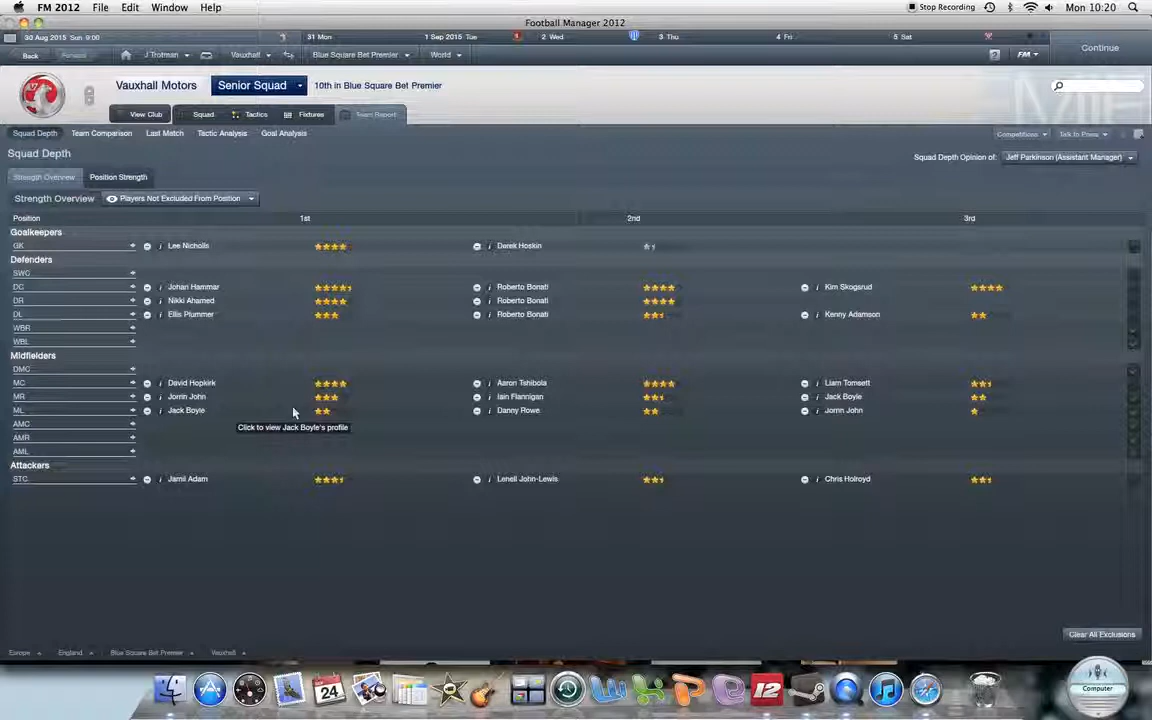 FM 2012 File Edit Window Help Stop Recording Mon 10:20
Football Manager 2012
30 Aug 2015 Sun 9:00 31 Mon 1 Sep 2015 Tue 2 Wed 3 Thu 4 Fri 5 Sat
Back Forward J Trotman Vauxhall Blue Square Bet Premier World FM Continue
Vauxhall Motors Senior Squad 10th in Blue Square Bet Premier
View Club Squad Tactics Fixtures Team Report
Squad Depth Team Comparison Last Match Tactic Analysis Goal Analysis Competitions Talk to Press
Squad Depth Squad Depth Opinion of: Jeff Parkinson (Assistant Manager)
Strength Overview Position Strength
Strength Overview Players Not Excluded From Position
Position 1st 2nd 3rd
Goalkeepers
GK Lee Nicholls Derek Hoskin
Defenders
SWC
DC Johan Hammar Roberto Bonati Kim Skogsrud
DR Nikki Ahamed Roberto Bonati
DL Ellis Plummer Roberto Bonati Kenny Adamson
WBR
WBL
Midfielders
DMC
MC David Hopkirk Aaron Tshibola Liam Tomsett
MR Jorrin John Iain Flannigan Jack Boyle
ML Jack Boyle Danny Rowe Jorrin John
AMC Click to view Jack Boyle's profile
AMR
AML
Attackers
STC Jamil Adam Lenell John-Lewis Chris Holroyd
Clear All Exclusions
Europe England Blue Square Bet Premier Vauxhall
24 12
Computer